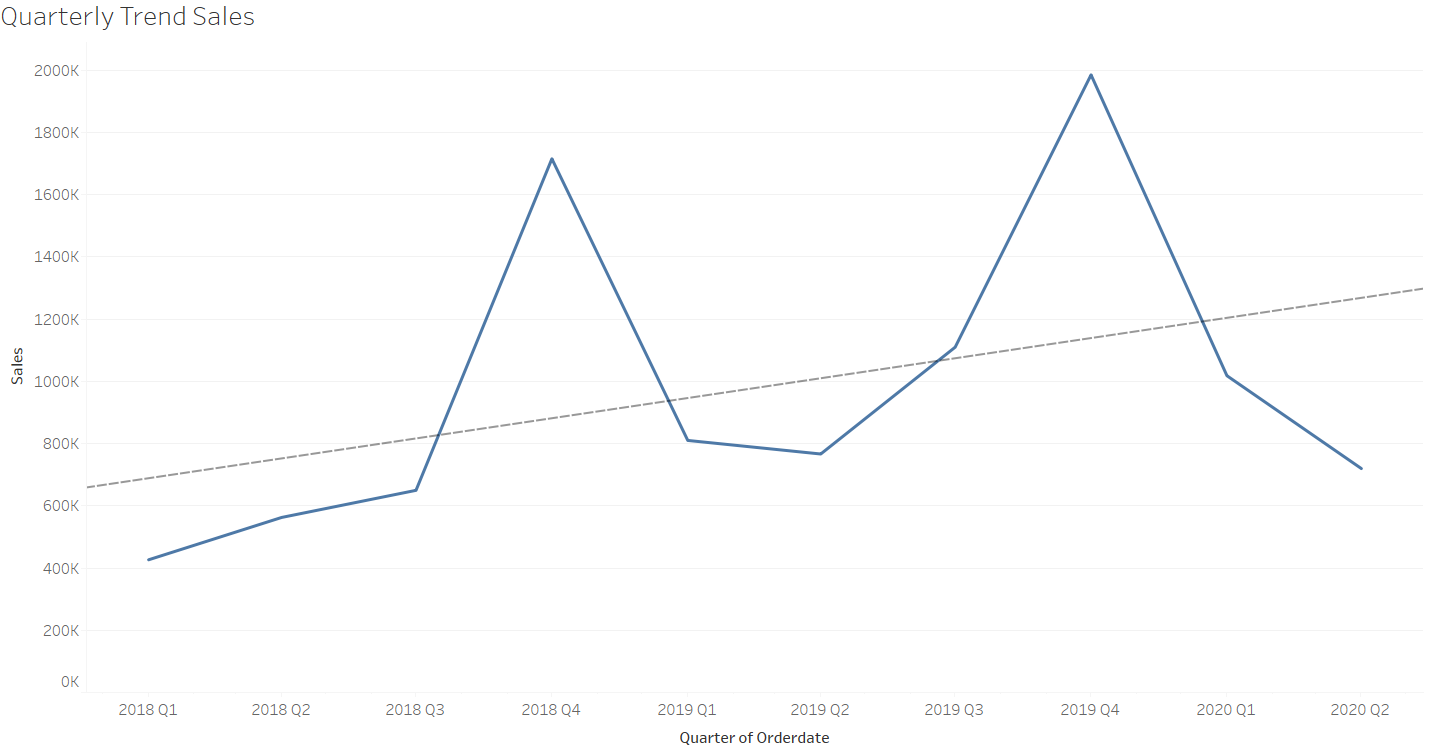 Quarterly Trend Sales
2000K
1800K
1600K
1400K
1200K
1000K
800K
600K
400K
200K
0K
Sales
2018 Q1 2018 Q2 2018 Q3 2018 Q4 2019 Q1 2019 Q2 2019 Q3 2019 Q4 2020 Q1 2020 Q2
Quarter of Orderdate